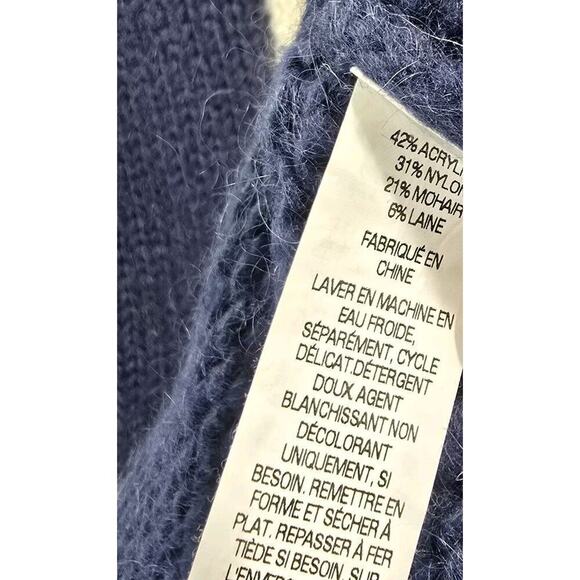 42% ACRYLI
31% NYLON
21% MOHAIR
6% LAINE
FABRIQUÉ EN
CHINE
LAVER EN MACHINE EN
EAU FROIDE,
SÉPARÉMENT, CYCLE
DÉLICAT.DÉTERGENT
DOUX AGENT
BLANCHISSANT NON
DÉCOLORANT
UNIQUEMENT, SI
BESOIN. REMETTRE EN
FORME ET SÉCHER À
PLAT. REPASSER À FER
TIÈDE SI BESOIN. SUR
L'ENVERS